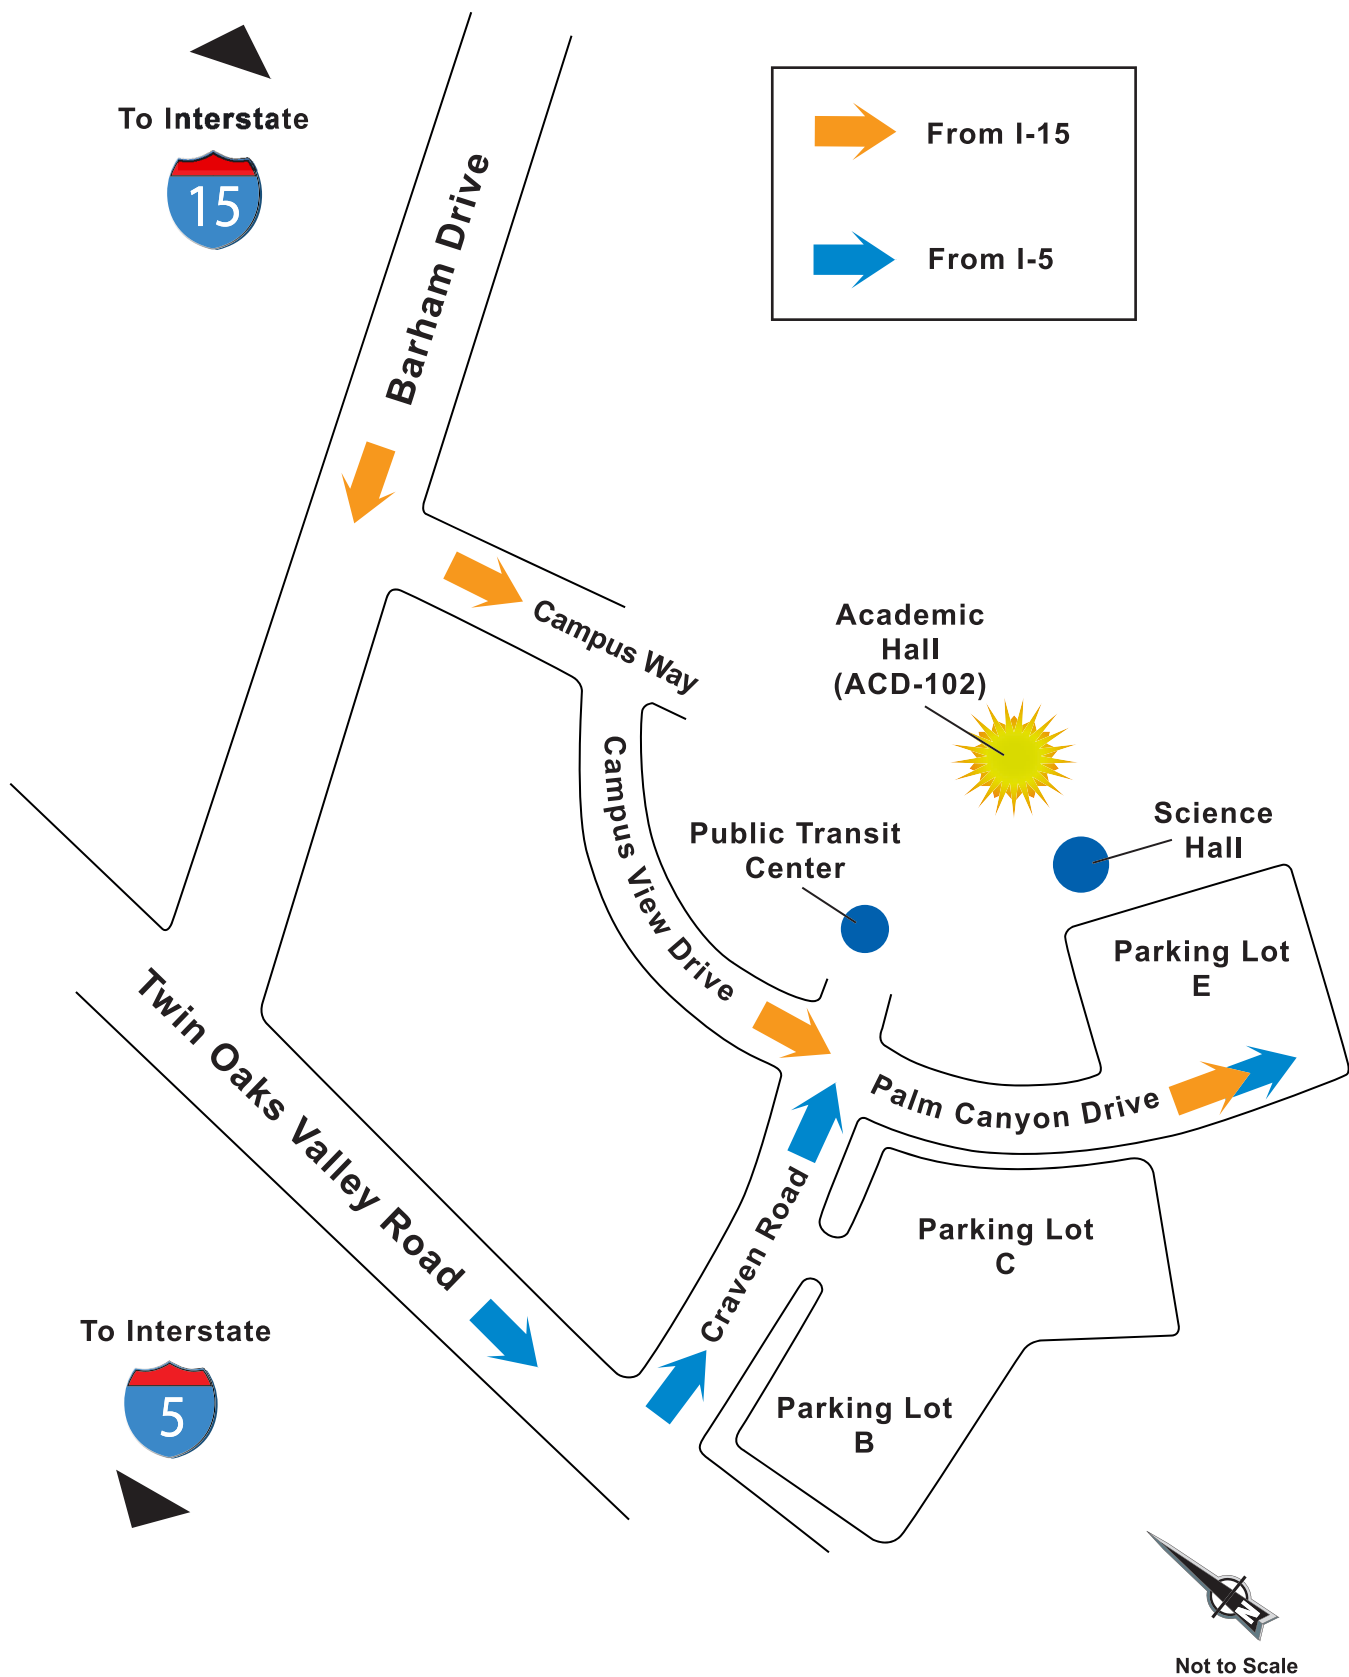 To Interstate
15
Barham Drive
From I-15
From I-5
Campus Way
Academic
Hall
(ACD-102)
Campus View Drive
Public Transit
Center
Science
Hall
Parking Lot
E
Twin Oaks Valley Road
Palm Canyon Drive
Craven Road
Parking Lot
C
To Interstate
5
Parking Lot
B
N
Not to Scale